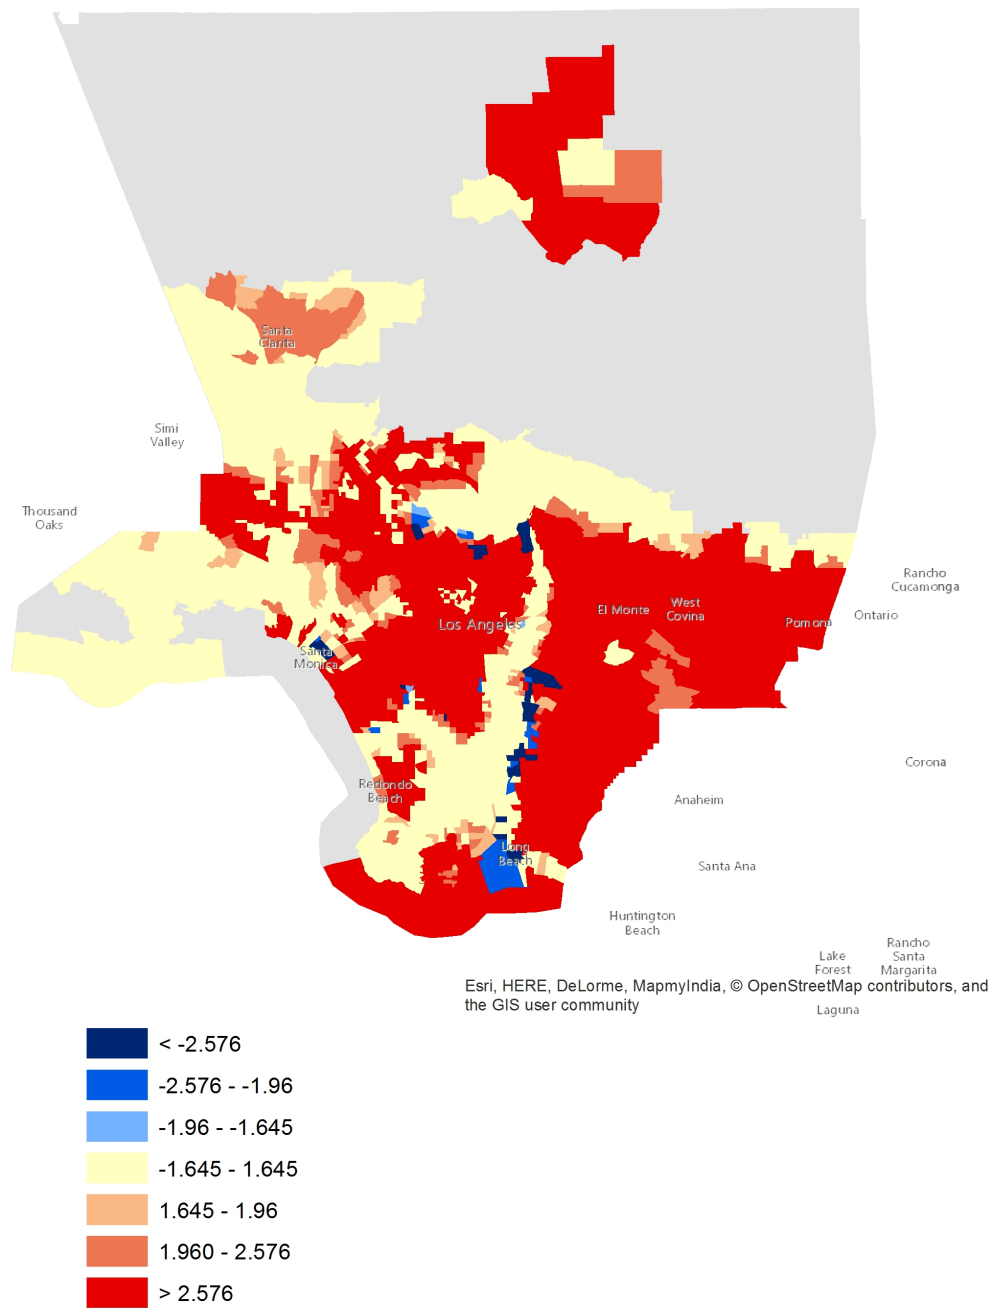 Santa
Clarita
Simi
Valley
Thousand
Oaks
Rancho
Cucamonga
El Monte
West
Covina
Ontario
Pomona
Los Angeles
Santa
Monica
Corona
Redondo
Beach
Anaheim
Long
Beach
Santa Ana
Huntington
Beach
Rancho
Santa
Margarita
Lake
Forest
Esri, HERE, DeLorme, MapmyIndia, © OpenStreetMap contributors, and
the GIS user community
Laguna
< -2.576
-2.576 - -1.96
-1.96 - -1.645
-1.645 - 1.645
1.645 - 1.96
1.960 - 2.576
> 2.576